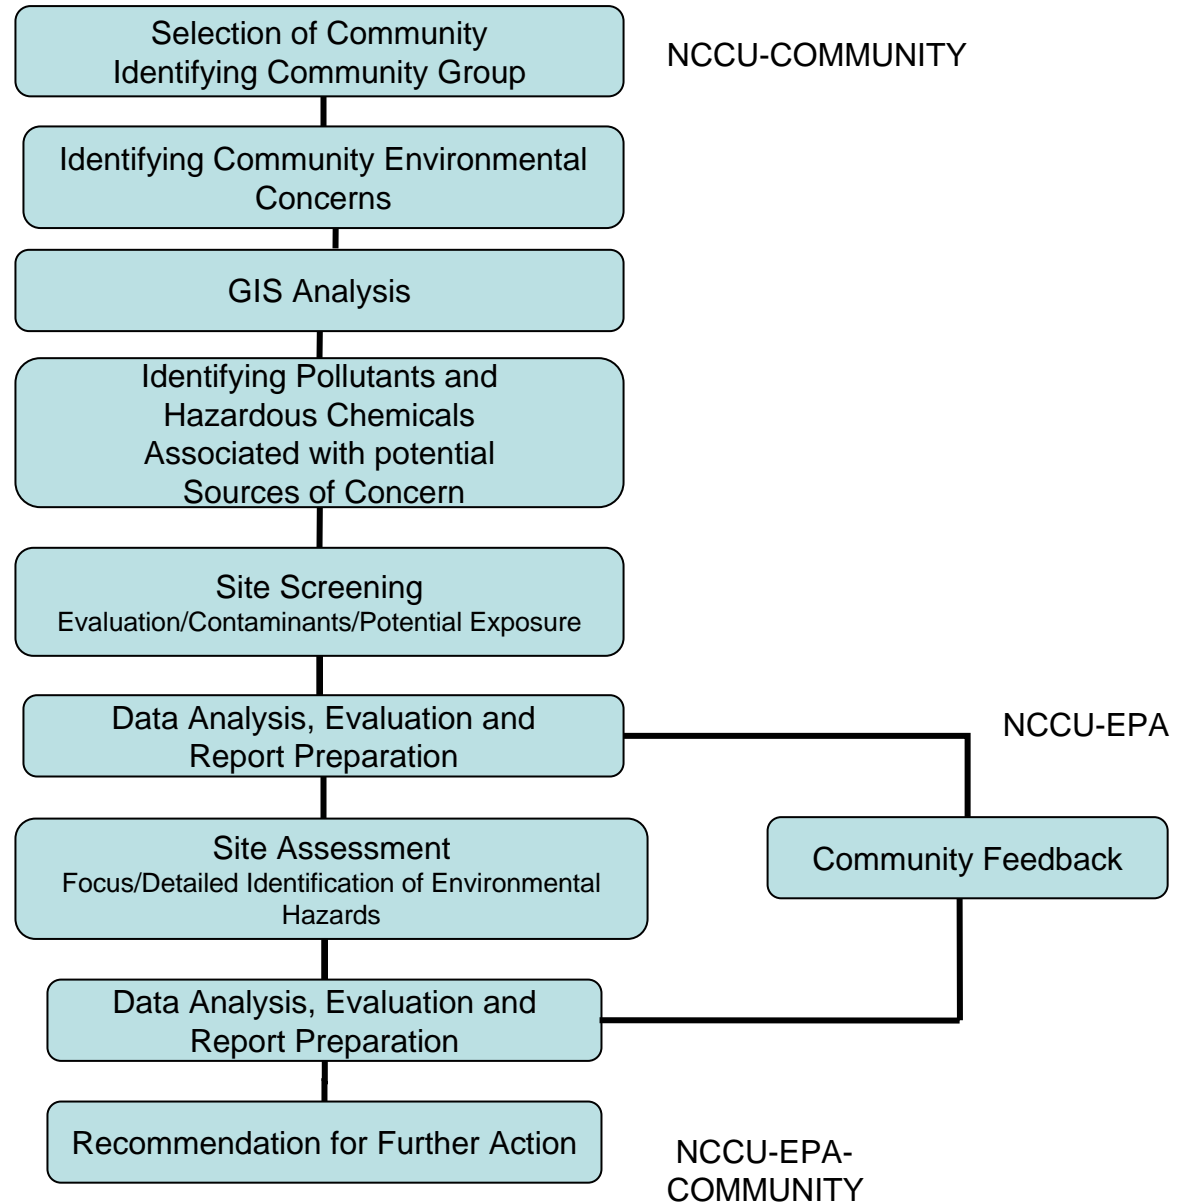 Selection of Community
Identifying Community Group
NCCU-COMMUNITY
Identifying Community Environmental
Concerns
GIS Analysis
Identifying Pollutants and
Hazardous Chemicals
Associated with potential
Sources of Concern
Site Screening
Evaluation/Contaminants/Potential Exposure
Data Analysis, Evaluation and
Report Preparation
NCCU-EPA
Site Assessment
Focus/Detailed Identification of Environmental
Hazards
Community Feedback
Data Analysis, Evaluation and
Report Preparation
Recommendation for Further Action
NCCU-EPA-
COMMUNITY